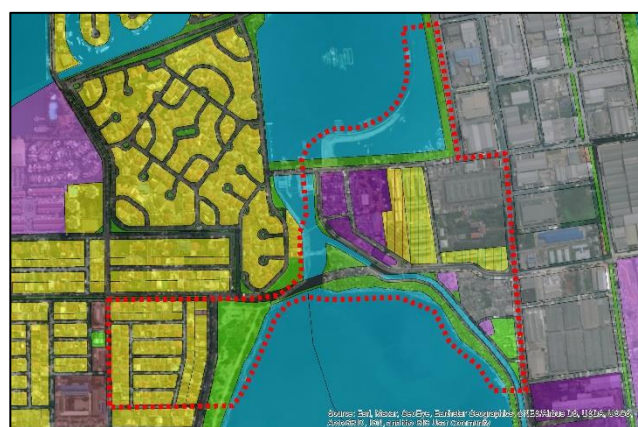 Source: Esri, Maxar, GeoEye, Earthstar Geographics, CNES/Airbus DS, USDA, USGS,
AeroGRID, IGN, and the GIS User Community